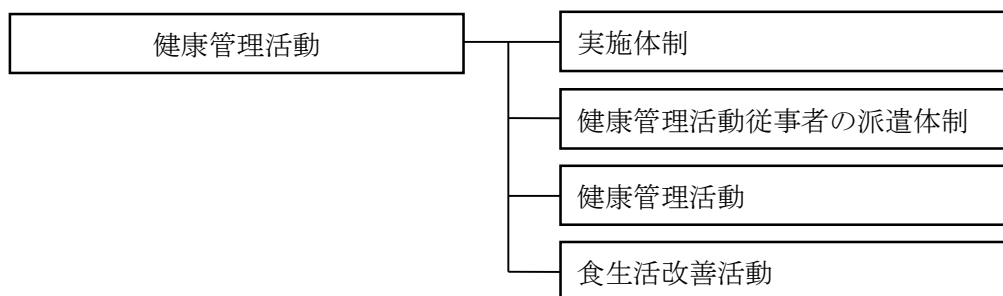 健康管理活動
実施体制
健康管理活動従事者の派遣体制
健康管理活動
食生活改善活動